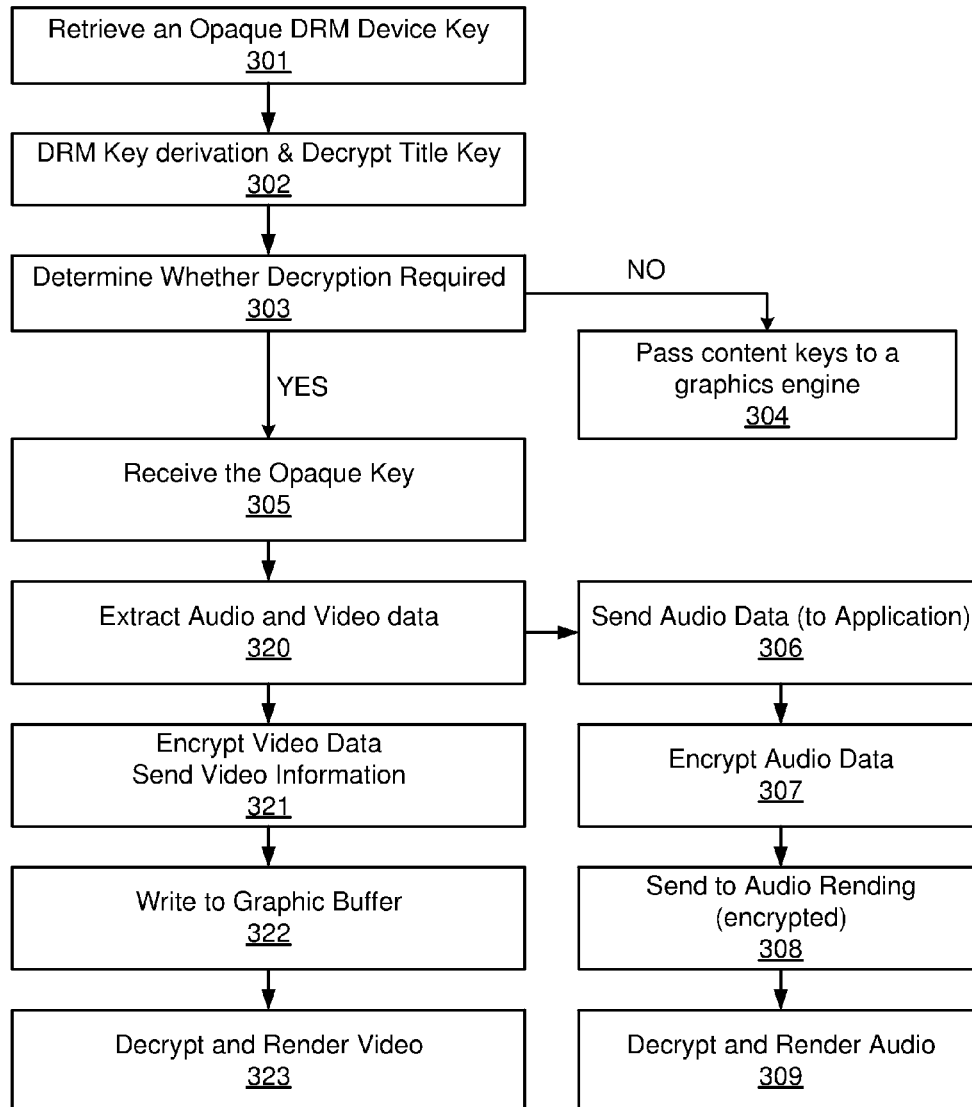 Retrieve an Opaque DRM Device Key
301
DRM Key derivation & Decrypt Title Key
302
Determine Whether Decryption Required
303
NO
Pass content keys to a
graphics engine
304
YES
Receive the Opaque Key
305
Extract Audio and Video data
320
Send Audio Data (to Application)
306
Encrypt Video Data
Send Video Information
321
Encrypt Audio Data
307
Write to Graphic Buffer
322
Send to Audio Rending
(encrypted)
308
Decrypt and Render Video
323
Decrypt and Render Audio
309